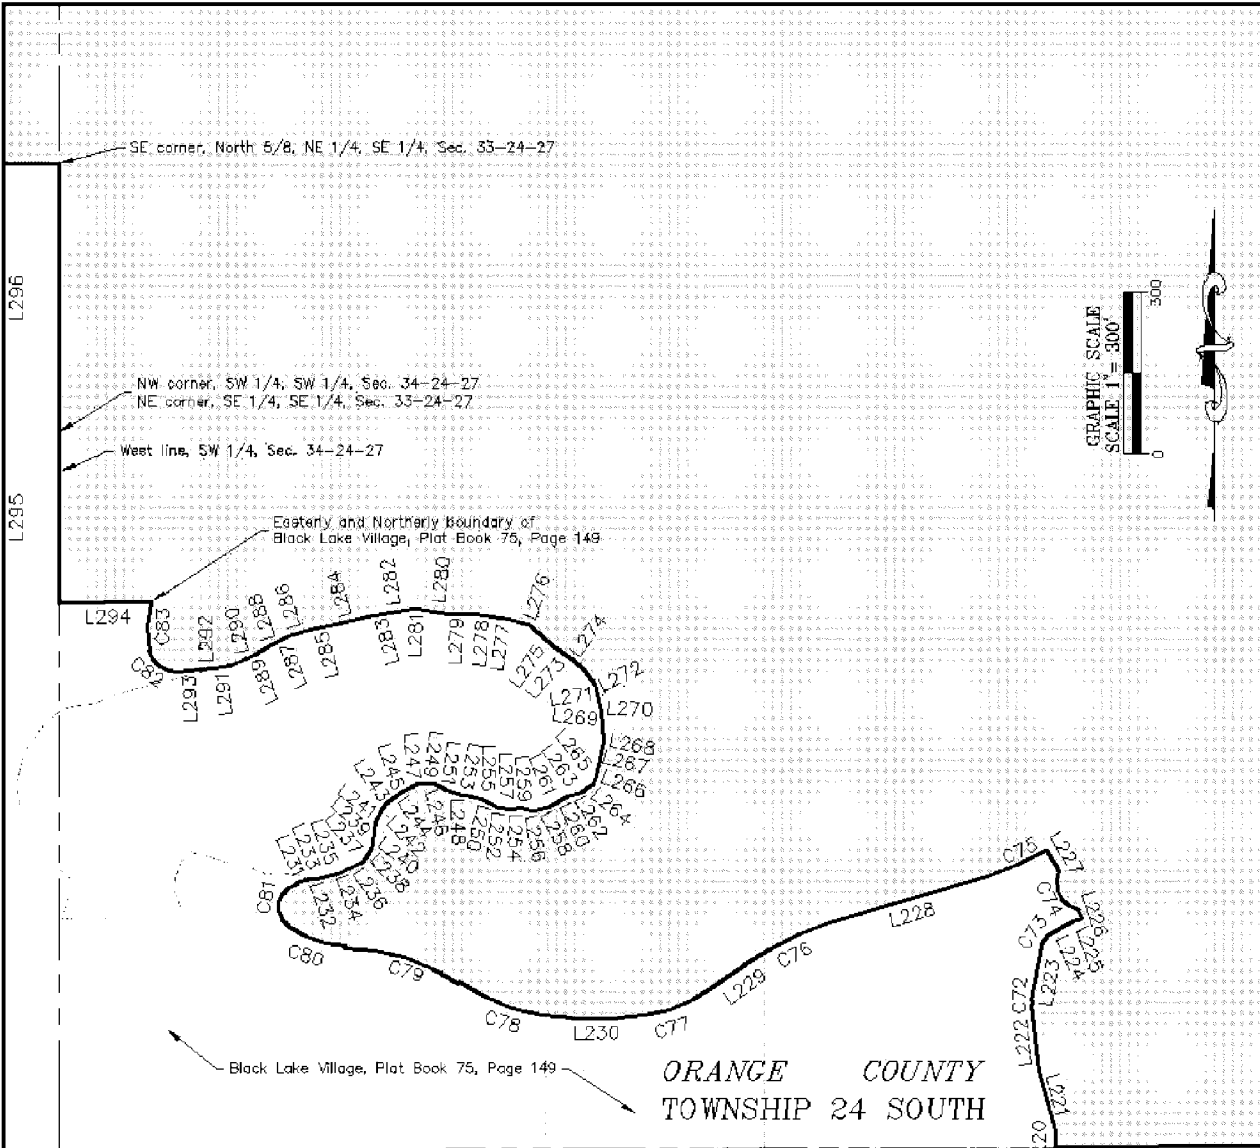 SE corner, North 5/8, NE 1/4, SE 1/4, Sec. 33-24-27
L296
NW corner, SW 1/4, SW 1/4, Sec. 34-24-27
NE corner, SE 1/4, SE 1/4, Sec. 33-24-27
West line, SW 1/4, Sec. 34-24-27
GRAPHIC SCALE
SCALE 1" = 300'
0
300
L295
Easterly and Northerly boundary of
Black Lake Village, Plat Book 75, Page 149
L294
C83
C82
L293
L292
L291
L290
L289
L288
L287
L286
L285
L284
L283
L282
L281
L280
L279
L278
L277
L276
L275
L274
L273
L272
L271
L270
L269
L268
L267
L266
L265
L264
L263
L262
L261
L260
L259
L258
L257
L256
L255
L254
L253
L252
L251
L250
L249
L248
L247
L246
L245
L244
L243
L242
L241
L240
L239
L238
L237
L236
L235
L234
L233
L232
L231
C81
C80
C79
C78
L230
C77
L229
C76
L228
C75
L227
C74
L226
L225
L224
C73
L223
C72
L222
L221
Black Lake Village, Plat Book 75, Page 149
ORANGE COUNTY
TOWNSHIP 24 SOUTH